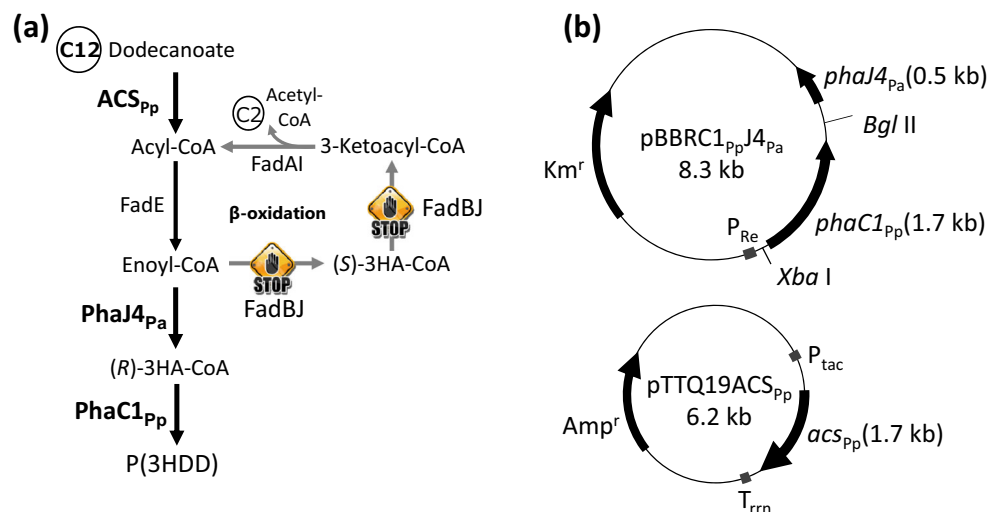 (a)
C12 Dodecanoate
ACSPp
C2
Acetyl-
CoA
Acyl-CoA
3-Ketoacyl-CoA
FadAI
FadE
β-oxidation
STOP
FadBJ
Enoyl-CoA
STOP
(S)-3HA-CoA
FadBJ
PhaJ4Pa
(R)-3HA-CoA
PhaC1Pp
P(3HDD)
(b)
phaJ4Pa(0.5 kb)
Bgl II
pBBRC1PpJ4Pa
8.3 kb
Kmr
phaC1Pp(1.7 kb)
PRe
Xba I
Ptac
pTTQ19ACSPp
6.2 kb
Ampr
acsPp(1.7 kb)
Trrn